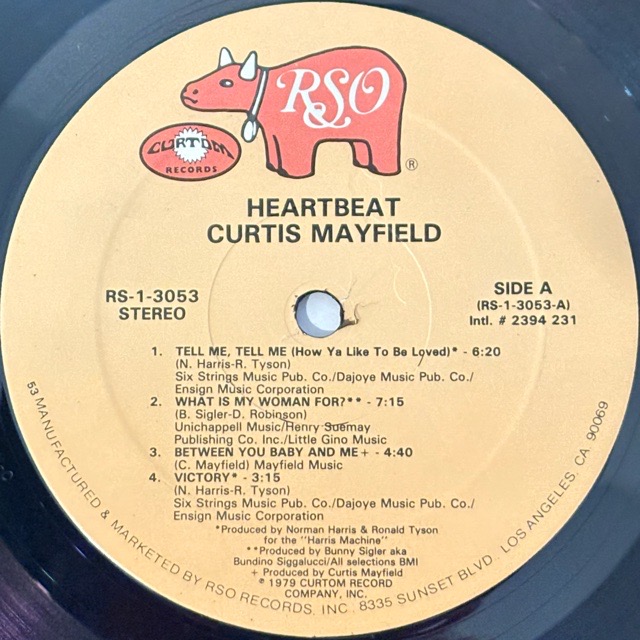 RSO
®
CURTOM
RECORDS
HEARTBEAT
CURTIS MAYFIELD
RS-1-3053
STEREO
SIDE A
(RS-1-3053-A)
Intl. # 2394 231
1. TELL ME, TELL ME (How Ya Like To Be Loved)* - 6:20
(N. Harris-R. Tyson)
Six Strings Music Pub. Co./Dajoye Music Pub. Co./
Ensign Music Corporation
2. WHAT IS MY WOMAN FOR?** - 7:15
(B. Sigler-D. Robinson)
Unichappell Music/Henry Suemay
Publishing Co. Inc./Little Gino Music
3. BETWEEN YOU BABY AND ME+ - 4:40
(C. Mayfield) Mayfield Music
4. VICTORY* - 3:15
(N. Harris-R. Tyson)
Six Strings Music Pub. Co./Dajoye Music Pub. Co./
Ensign Music Corporation
*Produced by Norman Harris & Ronald Tyson
for the "Harris Machine"
**Produced by Bunny Sigler aka
Bundino Siggalucci/All selections BMI
+ Produced by Curtis Mayfield
℗ 1979 CURTOM RECORD
COMPANY, INC.
53 MANUFACTURED & MARKETED BY RSO RECORDS, INC. 8335 SUNSET BLVD. LOS ANGELES, CA 90069